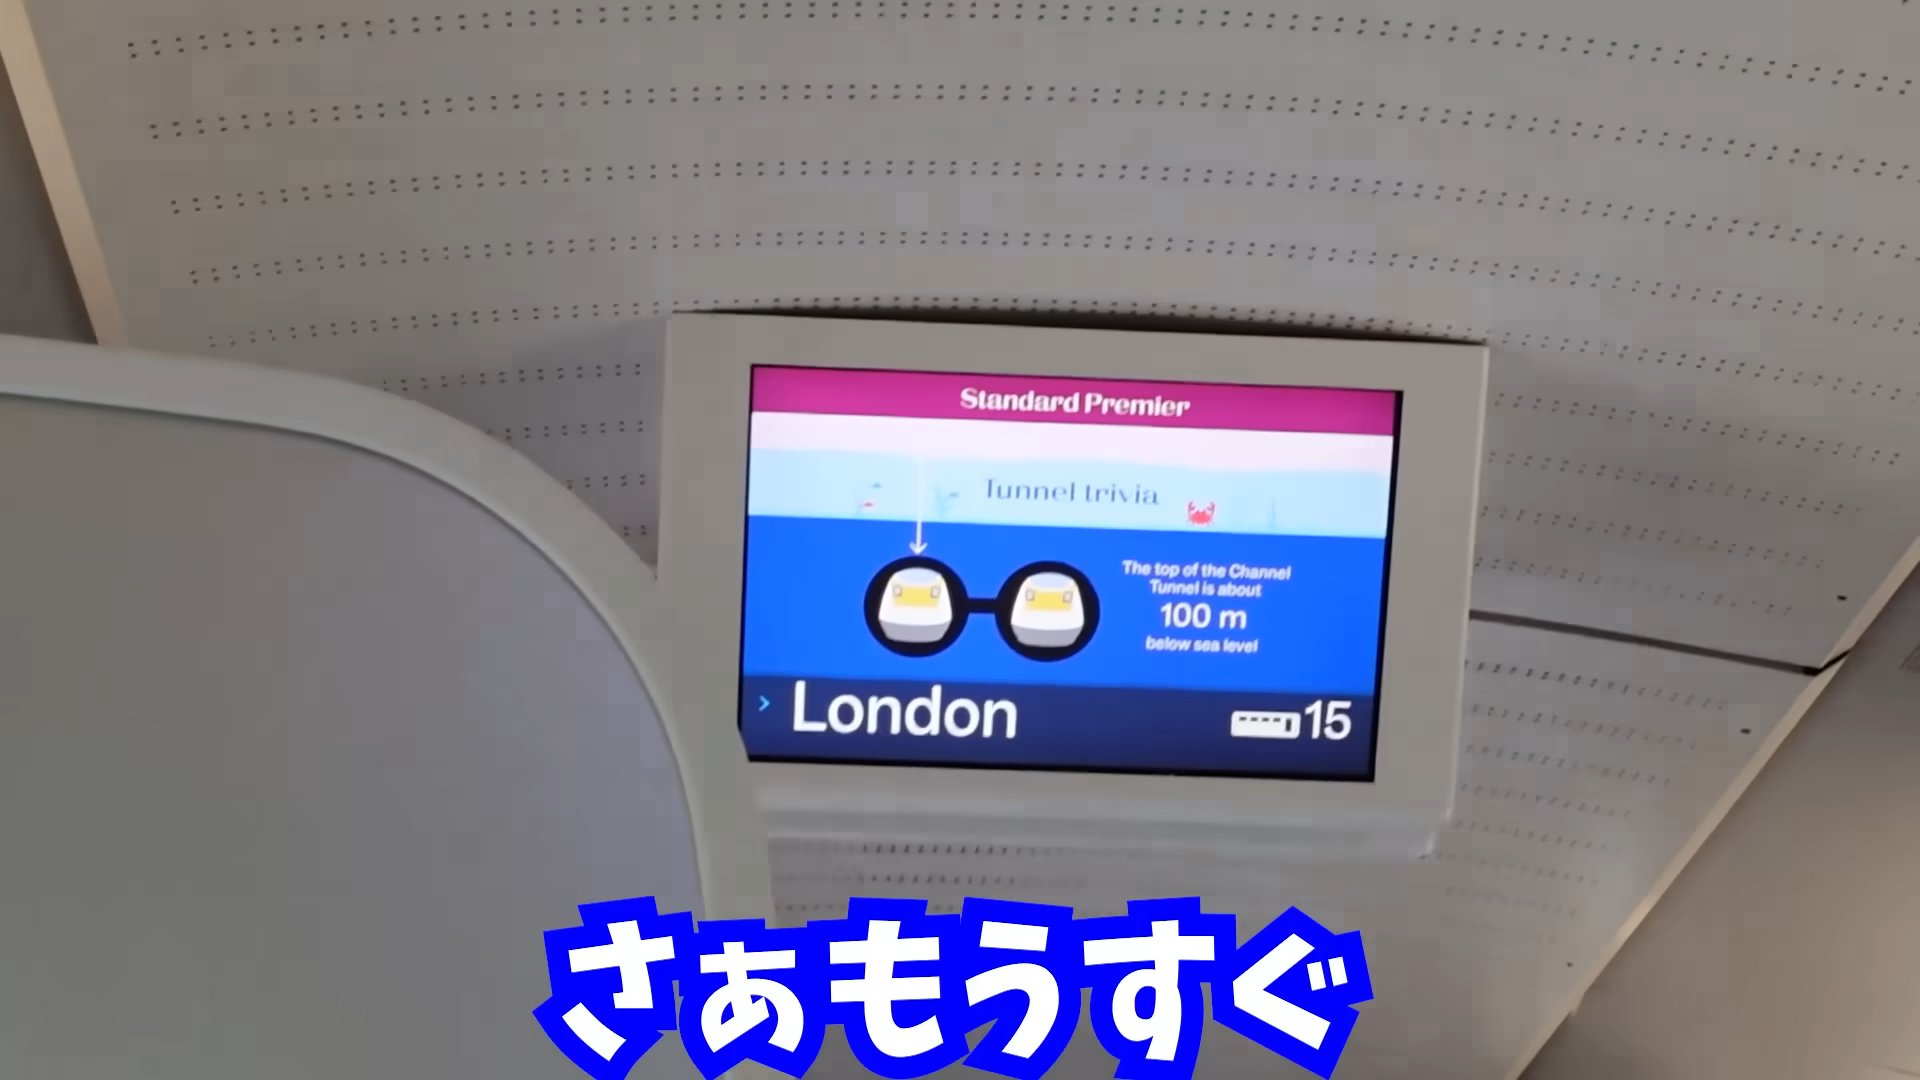 Standard Premier
Tunnel trivia
The top of the Channel
Tunnel is about
100 m
below sea level
London
15
さぁもうすぐ